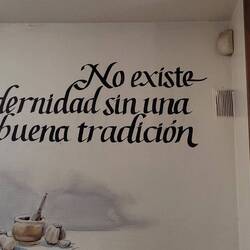 No existe
dernidad sin una
buena tradición